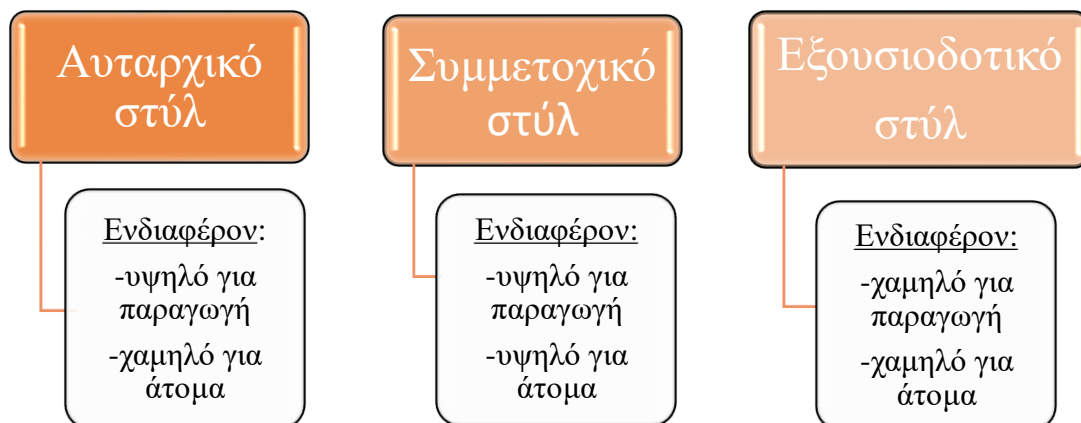 Αυταρχικό
στύλ
Ενδιαφέρον:
-υψηλό για
παραγωγή
-χαμηλό για
άτομα
Συμμετοχικό
στύλ
Ενδιαφέρον:
-υψηλό για
παραγωγή
-υψηλό για
άτομα
Εξουσιοδοτικό
στύλ
Ενδιαφέρον:
-χαμηλό για
παραγωγή
-χαμηλό για
άτομα